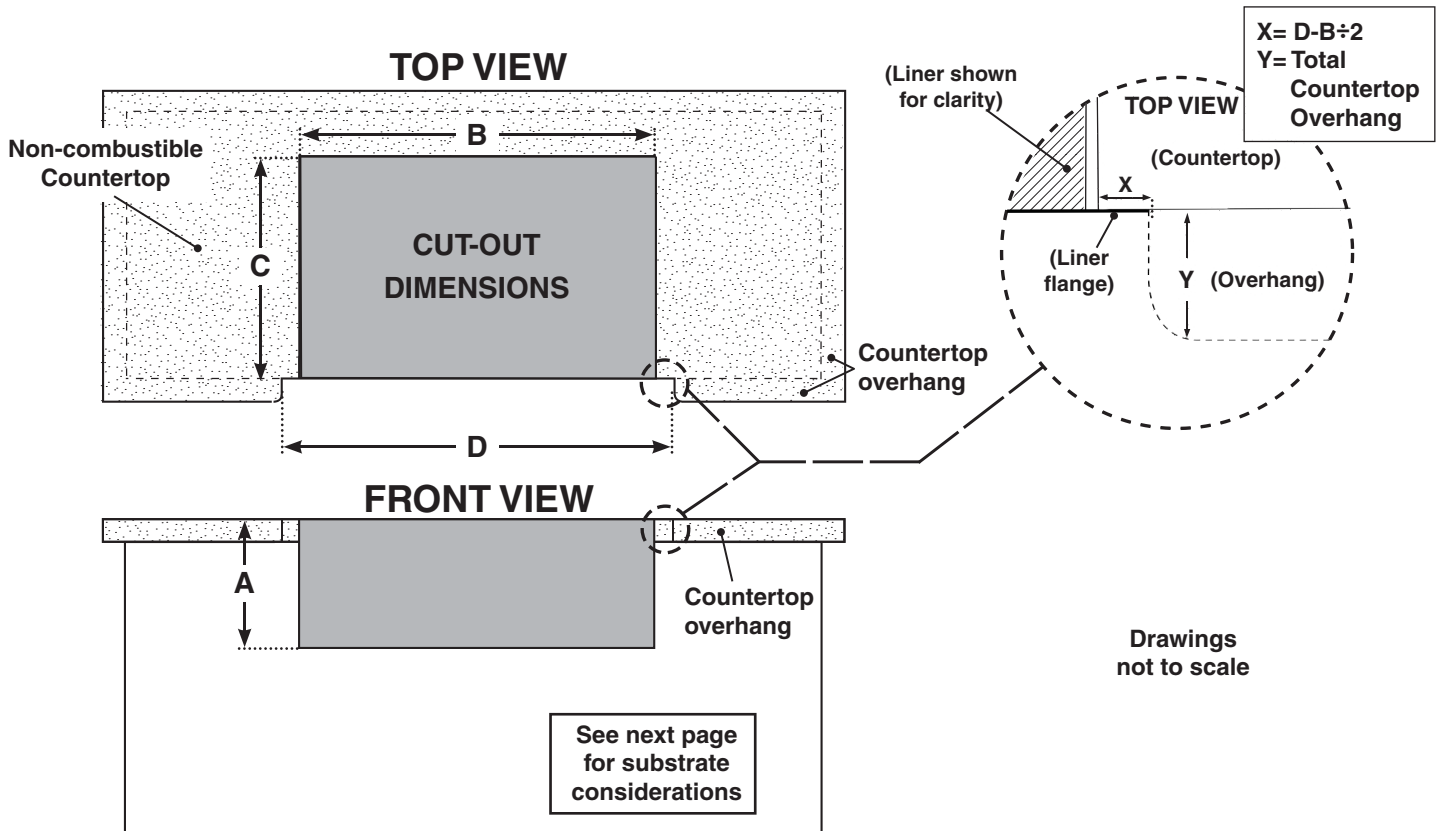 TOP VIEW
B
Non-combustible
Countertop
C
CUT-OUT
DIMENSIONS
Countertop
overhang
D
(Liner shown
for clarity)
TOP VIEW
X= D-B÷2
Y= Total
Countertop
Overhang
(Countertop)
X
(Liner
flange)
Y
(Overhang)
FRONT VIEW
A
Countertop
overhang
Drawings
not to scale
See next page
for substrate
considerations